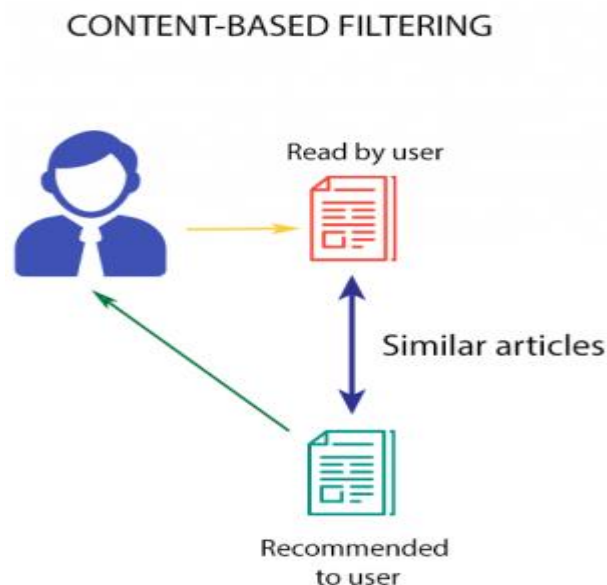 CONTENT-BASED FILTERING
Read by user
Similar articles
Recommended
to user